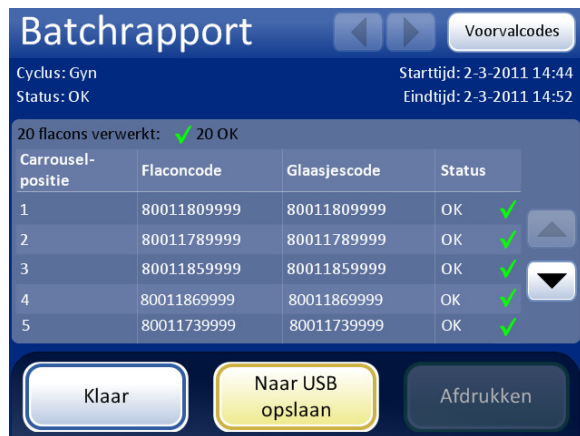 Batchrapport
Voorvalcodes
Cyclus: Gyn
Starttijd: 2-3-2011 14:44
Status: OK
Eindtijd: 2-3-2011 14:52
20 flacons verwerkt: ✓ 20 OK
Carrousel-
positie
Flaconcode
Glaasjescode
Status
1 80011809999 80011809999 OK ✓
2 80011789999 80011789999 OK ✓
3 80011859999 80011859999 OK ✓
4 80011869999 80011869999 OK ✓
5 80011739999 80011739999 OK ✓
Klaar
Naar USB
opslaan
Afdrukken